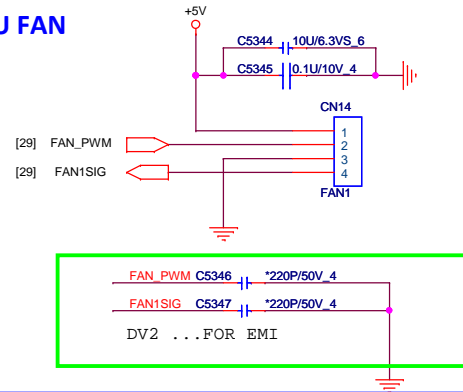 U FAN
+5V
C5344 10U/6.3VS_6
C5345 0.1U/10V_4
CN14
[29] FAN_PWM 1
2
[29] FAN1SIG 3
4
FAN1
FAN_PWM C5346 *220P/50V_4
FAN1SIG C5347 *220P/50V_4
DV2 ...FOR EMI